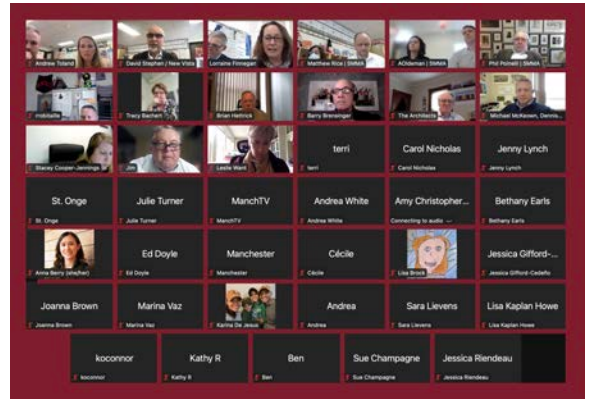 Andrew Toland
David Stephen / New Vista
Lorraine Finnegan
Matthew Rice | SMMA
AOldeman | SMMA
Phil Poinelli | SMMA
mbitaille
Tracy Bachert
Brian Hettrick
Barry Brensinger
The Architects
Michael McKeown, Dennis...
Stacey Cooper-Jennings
Jim
Leslie Want
terri
terri
Carol Nicholas
Carol Nicholas
Jenny Lynch
Jenny Lynch
St. Onge
St. Onge
Julie Turner
Julie Turner
ManchTV
ManchTV
Andrea White
Andrea White
Amy Christopher...
Connecting to audio
Bethany Earls
Bethany Earls
Anna Berry (she/her)
Ed Doyle
Ed Doyle
Manchester
Manchester
Cécile
Cécile
Lisa Brock
Jessica Gifford-...
Jessica Gifford-Cedeño
Joanna Brown
Joanna Brown
Marina Vaz
Marina Vaz
Karina De Jesus
Andrea
Andrea
Sara Lievens
Sara Lievens
Lisa Kaplan Howe
Lisa Kaplan Howe
koconnor
koconnor
Kathy R
Kathy R
Ben
Ben
Sue Champagne
Sue Champagne
Jessica Riendeau
Jessica Riendeau